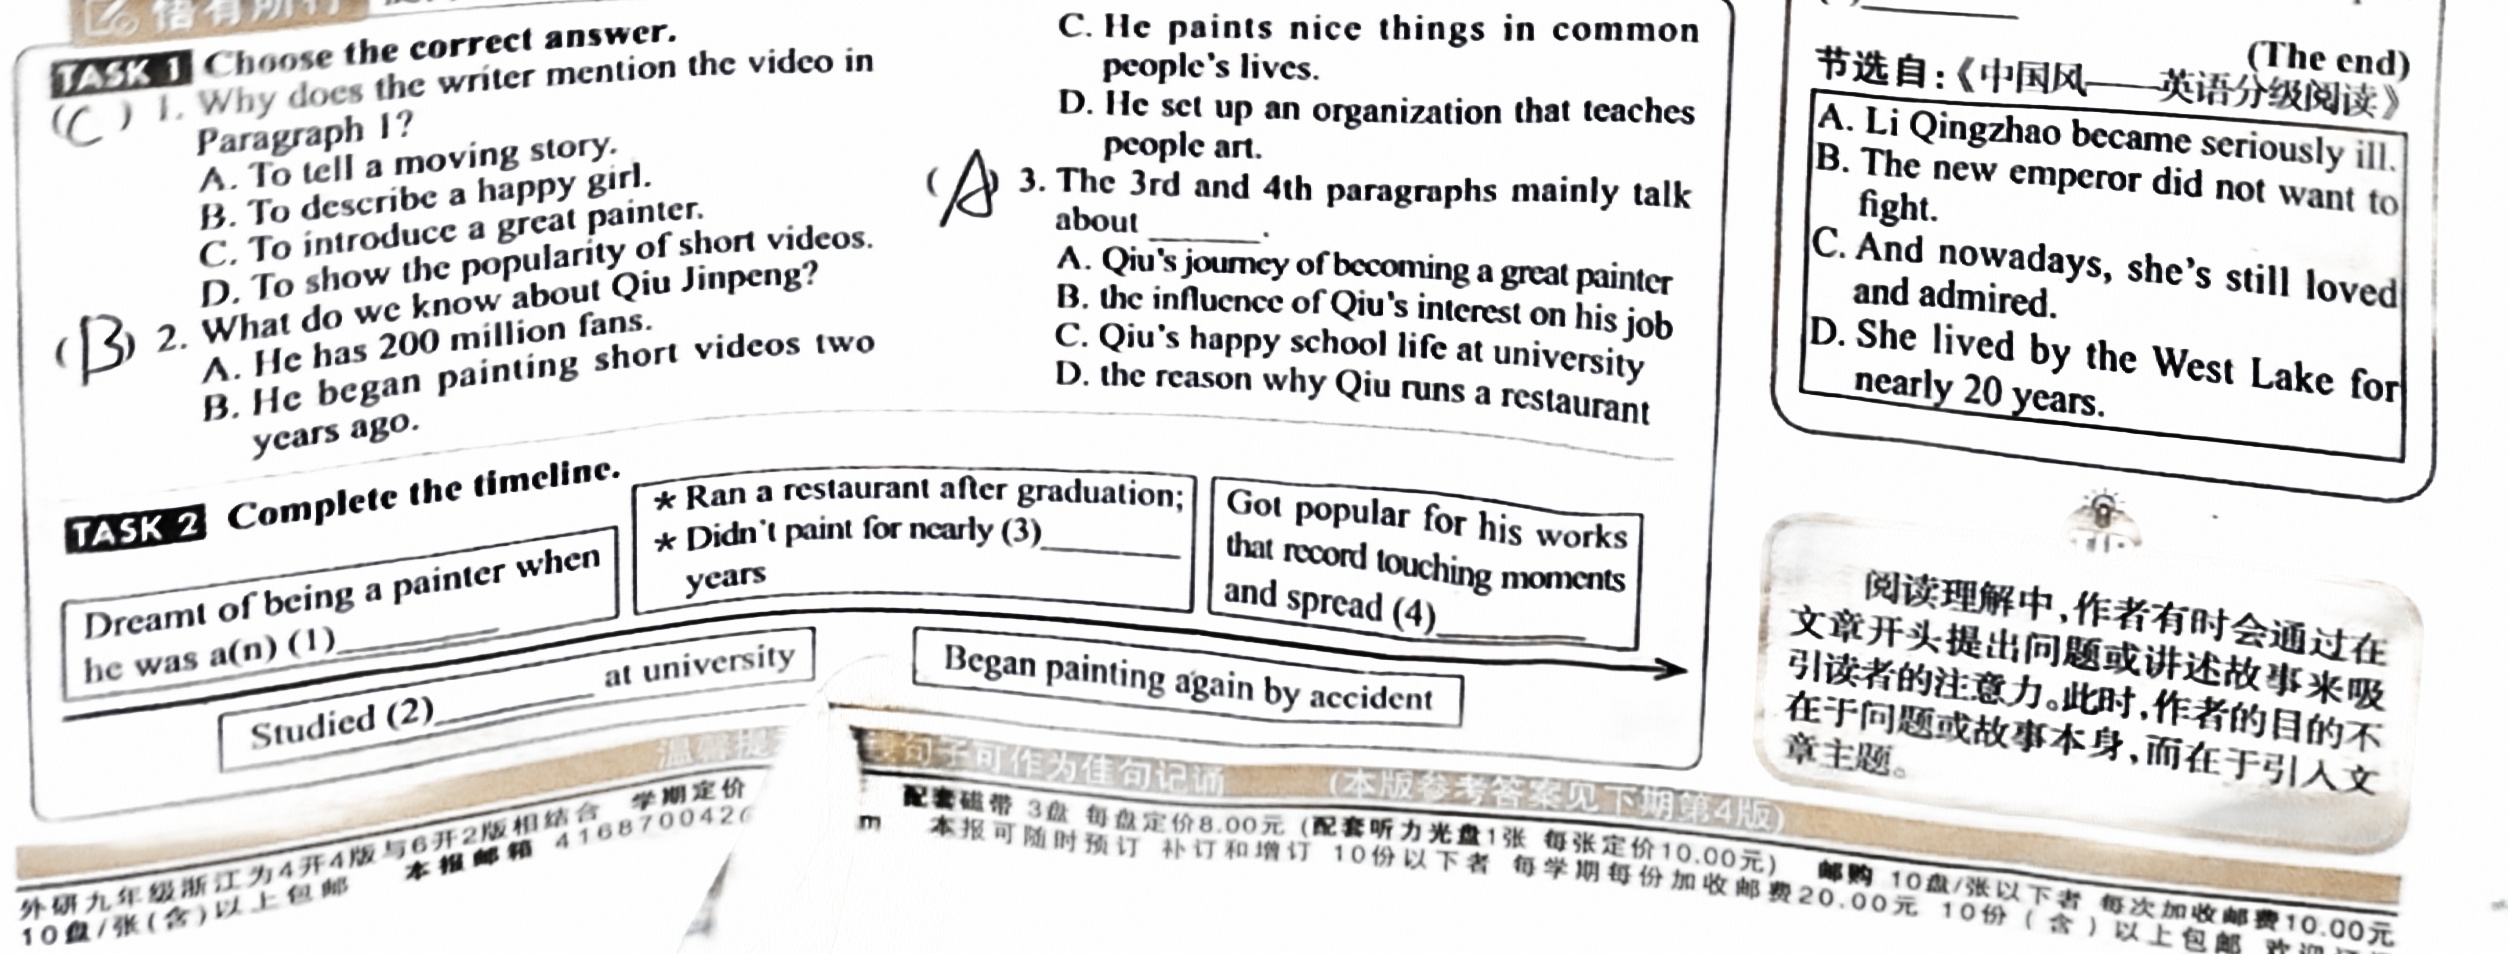 悟有所行
TASK 1 Choose the correct answer.
(C) 1. Why does the writer mention the video in
Paragraph 1?
A. To tell a moving story.
B. To describe a happy girl.
C. To introduce a great painter.
D. To show the popularity of short videos.
(B) 2. What do we know about Qiu Jinpeng?
A. He has 200 million fans.
B. He began painting short videos two
years ago.
C. He paints nice things in common
people's lives.
D. He set up an organization that teaches
people art.
(A) 3. The 3rd and 4th paragraphs mainly talk
about ______.
A. Qiu's journey of becoming a great painter
B. the influence of Qiu's interest on his job
C. Qiu's happy school life at university
D. the reason why Qiu runs a restaurant
TASK 2 Complete the timeline.
Dreamt of being a painter when
he was a(n) (1)________
Studied (2)________ at university
* Ran a restaurant after graduation;
* Didn't paint for nearly (3)________
years
Began painting again by accident
Got popular for his works
that record touching moments
and spread (4)________
(The end)
节选自:《中国风——英语分级阅读》
A. Li Qingzhao became seriously ill.
B. The new emperor did not want to
fight.
C. And nowadays, she's still loved
and admired.
D. She lived by the West Lake for
nearly 20 years.
阅读理解中,作者有时会通过在
文章开头提出问题或讲述故事来吸
引读者的注意力。此时,作者的目的不
在于问题或故事本身,而在于引入文
章主题。
温馨提 句子可作为佳句记诵 (本版参考答案见下期第4版)
外研九年级浙江为4开4版与6开2版相结合 学期定价
10盘/张(含)以上包邮 本报邮箱 416870042
配套磁带 3盘 每盘定价8.00元 (配套听力光盘1张 每张定价10.00元) 邮购 10盘/张以下者 每次加收邮费10.00元
m 本报可随时预订 补订和增订 10份以下者 每学期每份加收邮费20.00元 10份(含)以上包邮 欢迎